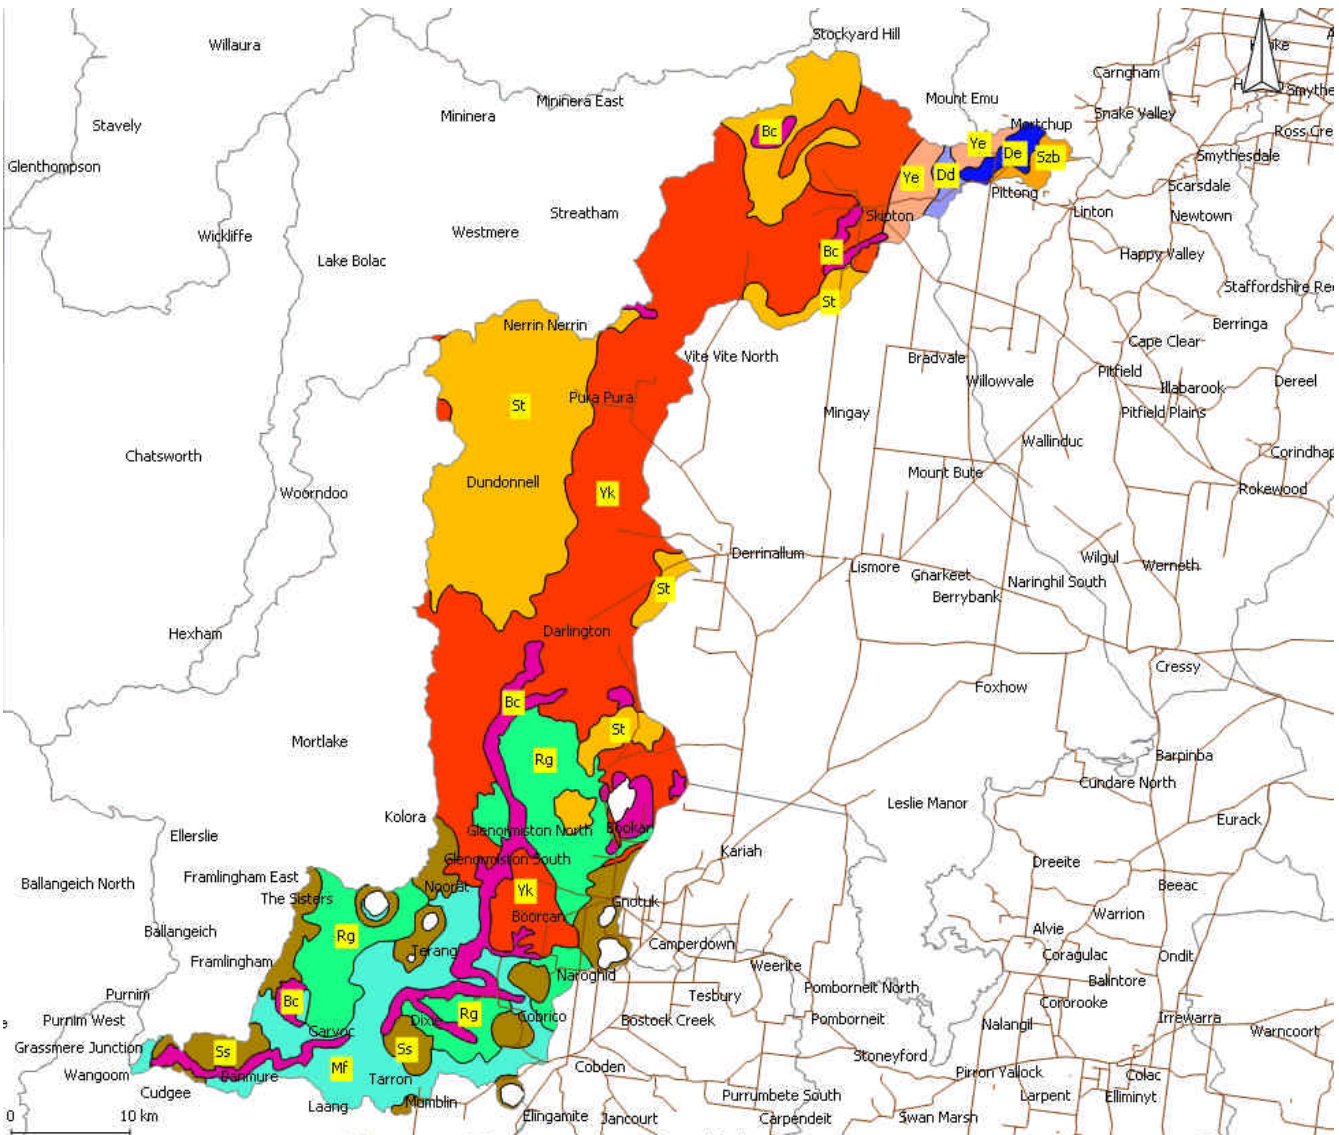 Stockyard Hill
Willaura
Carngham
Mount Emu
Mininera East
Mininera
Snake Valley
Stavely
Mortchup
Bc
Ye
De
Szb
Smythesdale
Glenthompson
Ye
Dd
Scarsdale
Pittong
Linton
Newtown
Streatham
Skipton
Westmere
Wickliffe
Bc
Happy Valley
Lake Bolac
St
Nerrin Nerrin
Berringa
Cape Clear
Vite Vite North
Bradvale
Pitfield
Willowvale
Illabarook
Dereel
Pura Pura
St
Mingay
Pitfield Plains
Wallinduc
Chatsworth
Mount Bute
Dundonnell
Woorndoo
Yk
Rokewood
Derrinallum
Wilgul
Werneth
Lismore
Gnarkeet
Naringhil South
Berrybank
St
Hexham
Darlington
Cressy
Foxhow
Bc
St
Mortlake
Rg
Barpinba
Cundare North
Leslie Manor
Kolora
Eurack
Ellerslie
Glenormiston North
Bookar
Kariah
Glenormiston South
Dreeite
Framlingham East
Ballangeich North
Noorat
Yk
Beeac
The Sisters
Gnotuk
Boorcan
Warrion
Ballangeich
Rg
Alvie
Camperdown
Terang
Coragulac
Ondit
Framlingham
Weerite
Naroghid
Balintore
Purnim
Bc
Tesbury
Pomborneit North
Cororooke
Purnim West
Garvoc
Dixie
Rg
Cobrico
Bostock Creek
Pomborneit
Nalangil
Irrewarra
Warncoort
Grassmere Junction
Ss
Ss
Stoneyford
Wangoom
Panmure
Mf
Tarron
Cobden
Pirron Yallock
Colac
Cudgee
Purrumbete South
Larpent
Elliminyt
Laang
Mumblin
Elingamite
Jancourt
Carpendeit
Swan Marsh
0
10 km